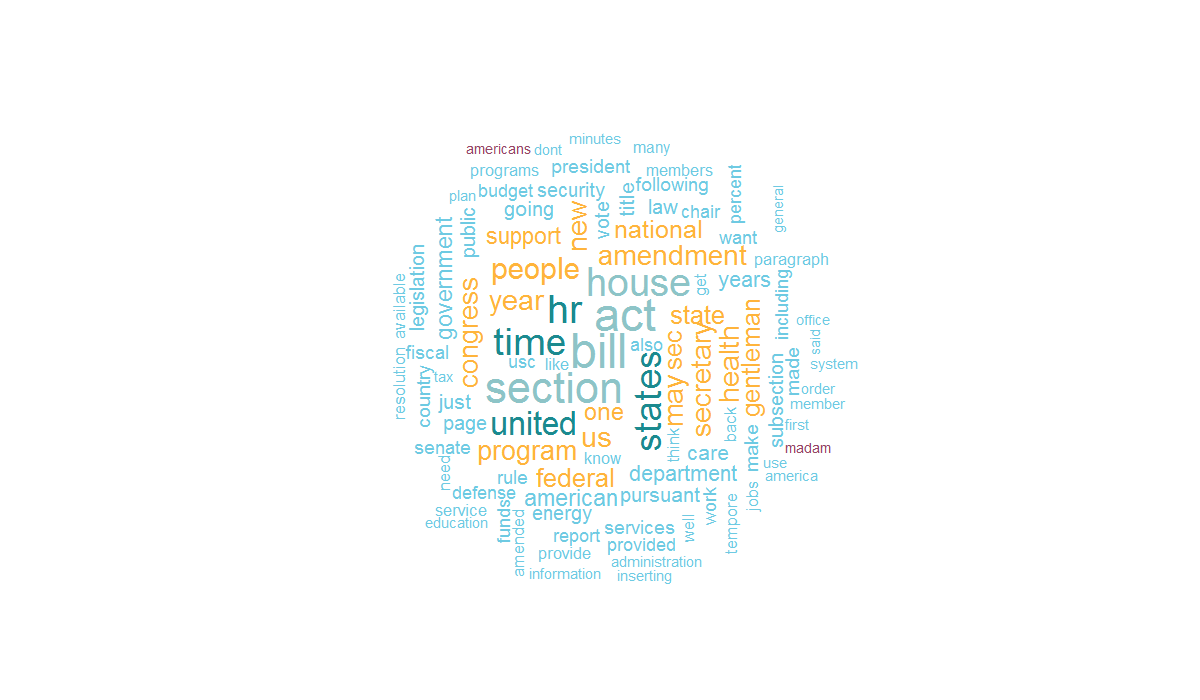 minutes
americans
dont
many
programs
president
members
plan
budget
security
following
percent
general
going
public
vote
title
law
chair
new
support
national
want
government
legislation
people
amendment
paragraph
house
get
years
including
available
congress
year
hr
act
state
gentleman
office
time
bill
also
may
sec
secretary
health
said
fiscal
usc
like
states
made
system
resolution
tax
country
section
subsection
order
just
one
back
member
page
united
us
think
make
first
senate
program
know
care
madam
need
rule
federal
department
use
america
defense
american
pursuant
work
jobs
service
funds
energy
education
amended
report
services
well
tempore
provide
provided
administration
information
inserting